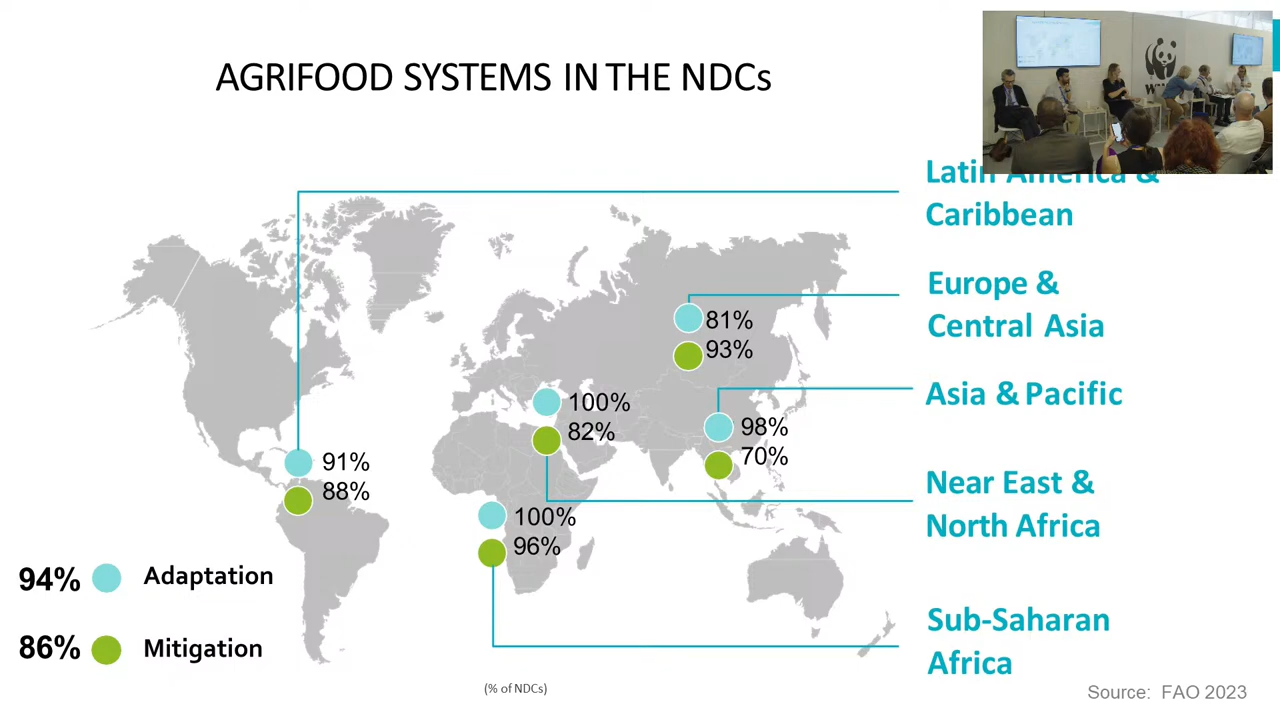 AGRIFOOD SYSTEMS IN THE NDCs
Latin America &
Caribbean
Europe &
Central Asia
81%
93%
Asia & Pacific
100%
82%
98%
70%
91%
88%
Near East &
North Africa
100%
96%
94% Adaptation
86% Mitigation
Sub-Saharan
Africa
(% of NDCs)
Source: FAO 2023